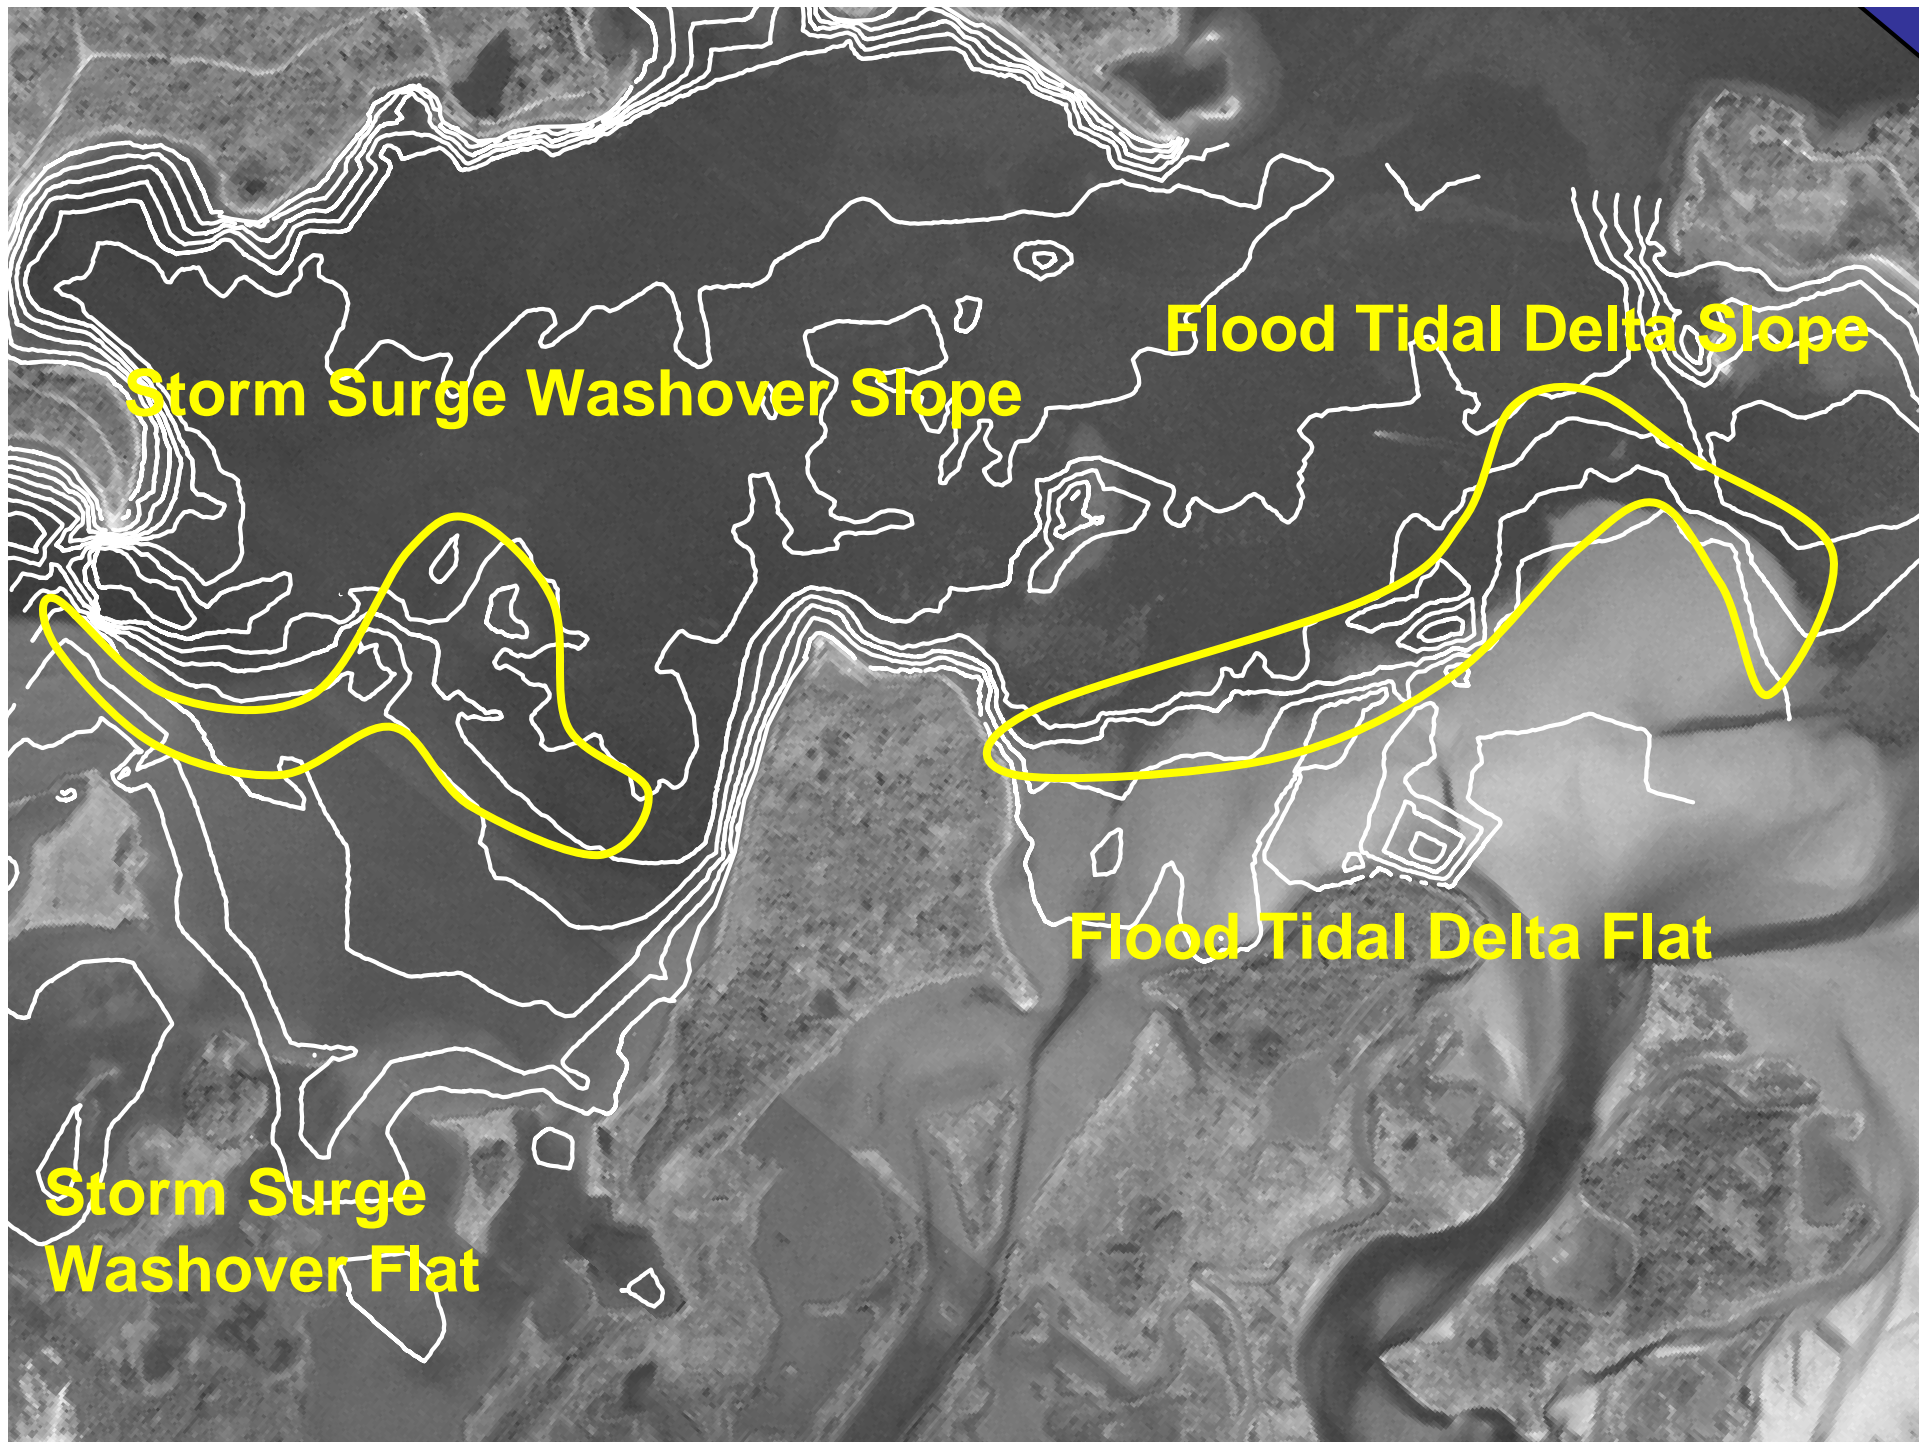 Flood Tidal Delta Slope
Storm Surge Washover Slope
Flood Tidal Delta Flat
Storm Surge
Washover Flat